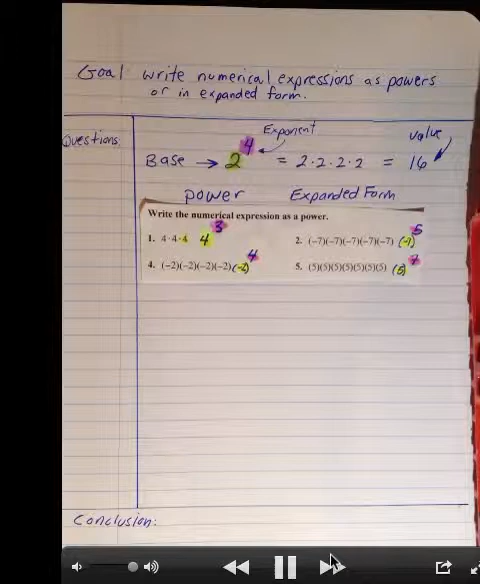 Goal write numerical expressions as powers
or in expanded form.
Questions:
Exponent
value
Base → 2^4 = 2·2·2·2 = 16
power Expanded Form
Write the numerical expression as a power.
1. 4·4·4 4^3 2. (−7)(−7)(−7)(−7)(−7) (-7)^5
4. (−2)(−2)(−2)(−2) (-2)^4 5. (5)(5)(5)(5)(5)(5)(5) (5)^7
Conclusion: